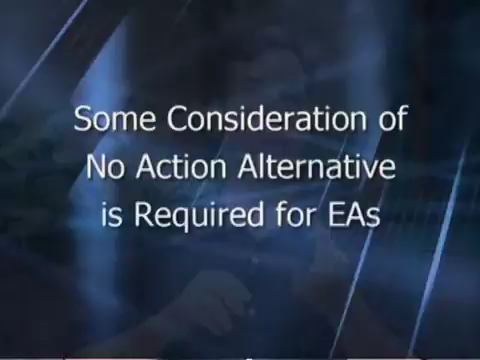 Some Consideration of
No Action Alternative
is Required for EAs